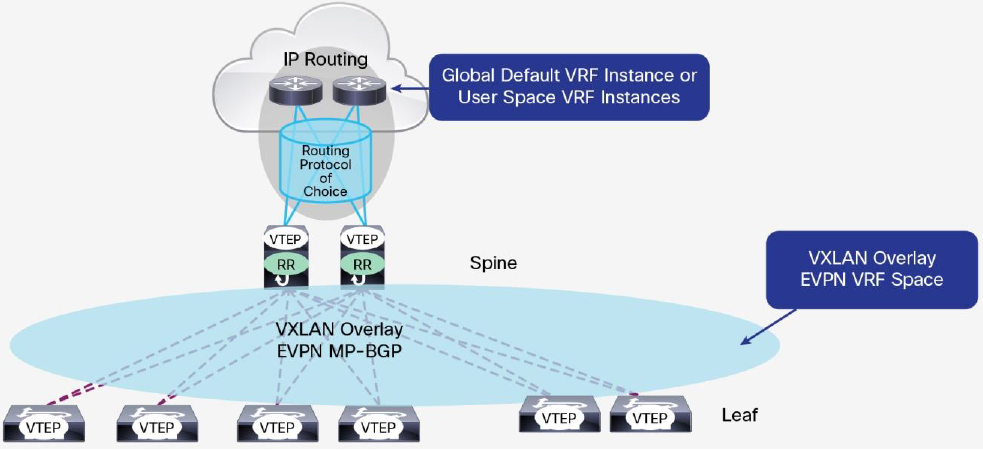 IP Routing
Global Default VRF Instance or
User Space VRF Instances
Routing
Protocol
of
Choice
VTEP
VTEP
RR
RR
Spine
VXLAN Overlay
EVPN VRF Space
VXLAN Overlay
EVPN MP-BGP
VTEP
VTEP
VTEP
VTEP
VTEP
VTEP
Leaf